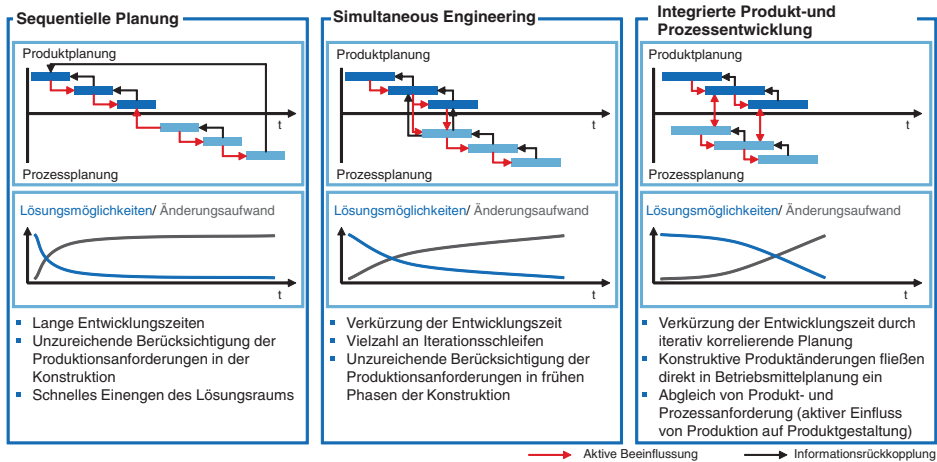 Sequentielle Planung
Produktplanung
t
Prozessplanung
Lösungsmöglichkeiten/ Änderungsaufwand
t
Lange Entwicklungszeiten
Unzureichende Berücksichtigung der
Produktionsanforderungen in der
Konstruktion
Schnelles Einengen des Lösungsraums
Simultaneous Engineering
Produktplanung
t
Prozessplanung
Lösungsmöglichkeiten/ Änderungsaufwand
t
Verkürzung der Entwicklungszeit
Vielzahl an Iterationsschleifen
Unzureichende Berücksichtigung der
Produktionsanforderungen in frühen
Phasen der Konstruktion
Integrierte Produkt-und
Prozessentwicklung
Produktplanung
t
Prozessplanung
Lösungsmöglichkeiten/ Änderungsaufwand
t
Verkürzung der Entwicklungszeit durch
iterativ korrelierende Planung
Konstruktive Produktänderungen fließen
direkt in Betriebsmittelplanung ein
Abgleich von Produkt- und
Prozessanforderung (aktiver Einfluss
von Produktion auf Produktgestaltung)
Aktive Beeinflussung
Informationsrückkopplung